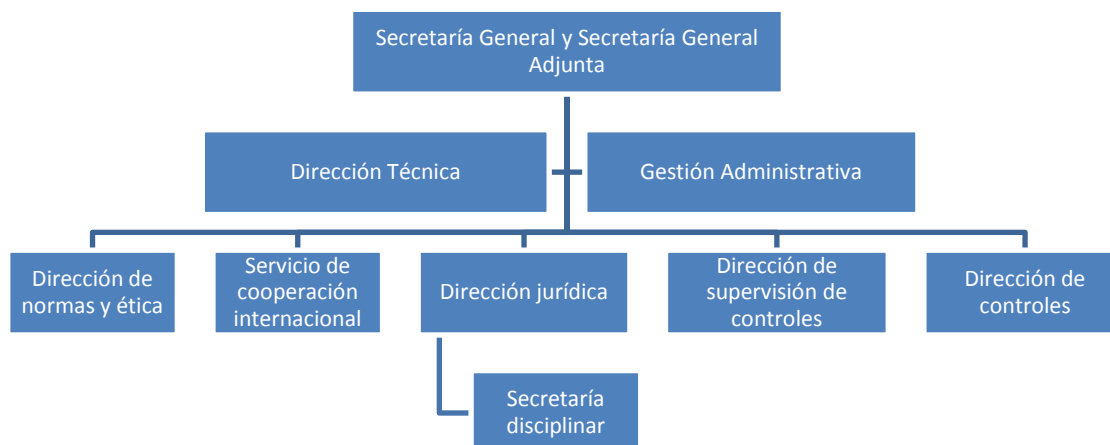 Secretaría General y Secretaría General
Adjunta
Dirección Técnica
Gestión Administrativa
Dirección de
normas y ética
Servicio de
cooperación
internacional
Dirección jurídica
Dirección de
supervisión de
controles
Dirección de
controles
Secretaría
disciplinar